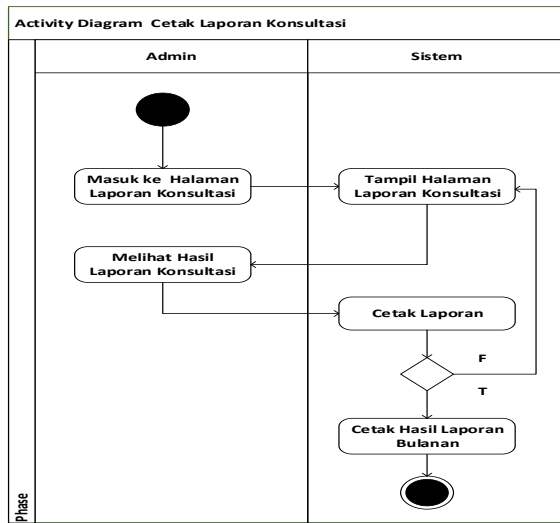 Activity Diagram Cetak Laporan Konsultasi
Admin
Sistem
Masuk ke Halaman
Laporan Konsultasi
Tampil Halaman
Laporan Konsultasi
Melihat Hasil
Laporan Konsultasi
Cetak Laporan
F
T
Cetak Hasil Laporan
Bulanan
Phase